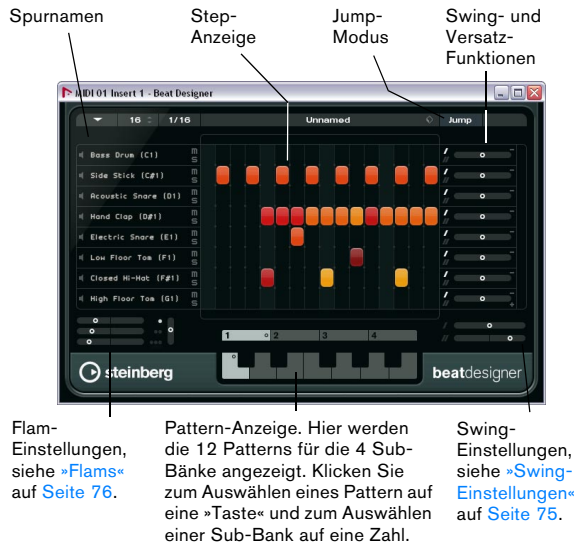 Spurnamen
Step-
Anzeige
Jump-
Modus
Swing- und
Versatz-
Funktionen
MIDI 01 Insert 1 - Beat Designer
16 1/16 Unnamed Jump
Bass Drum (C1) m s
Side Stick (C#1) m s
Acoustic Snare (D1) m s
Hand Clap (D#1) m s
Electric Snare (E1) m s
Low Floor Tom (F1) m s
Closed Hi-Hat (F#1) m s
High Floor Tom (G1) m s
1 2 3 4
steinberg
beatdesigner
Flam-
Einstellungen,
siehe »Flams«
auf Seite 76.
Pattern-Anzeige. Hier werden
die 12 Patterns für die 4 Sub-
Bänke angezeigt. Klicken Sie
zum Auswählen eines Pattern auf
eine »Taste« und zum Auswählen
einer Sub-Bank auf eine Zahl.
Swing-
Einstellungen,
siehe »Swing-
Einstellungen«
auf Seite 75.